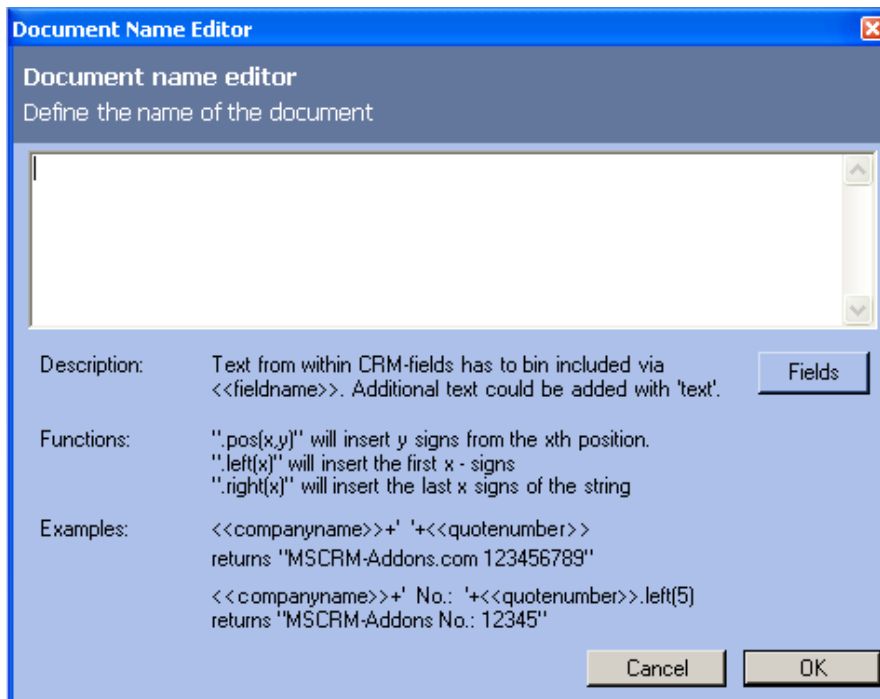 Document Name Editor
Document name editor
Define the name of the document
Description: Text from within CRM-fields has to bin included via
<<fieldname>>. Additional text could be added with 'text'.
Fields
Functions: ".pos(x,y)" will insert y signs from the xth position.
".left(x)" will insert the first x - signs
".right(x)" will insert the last x signs of the string
Examples: <<companyname>>+' '+<<quotenumber>>
returns "MSCRM-Addons.com 123456789"
<<companyname>>+' No.: '+<<quotenumber>>.left(5)
returns "MSCRM-Addons No.: 12345"
Cancel OK